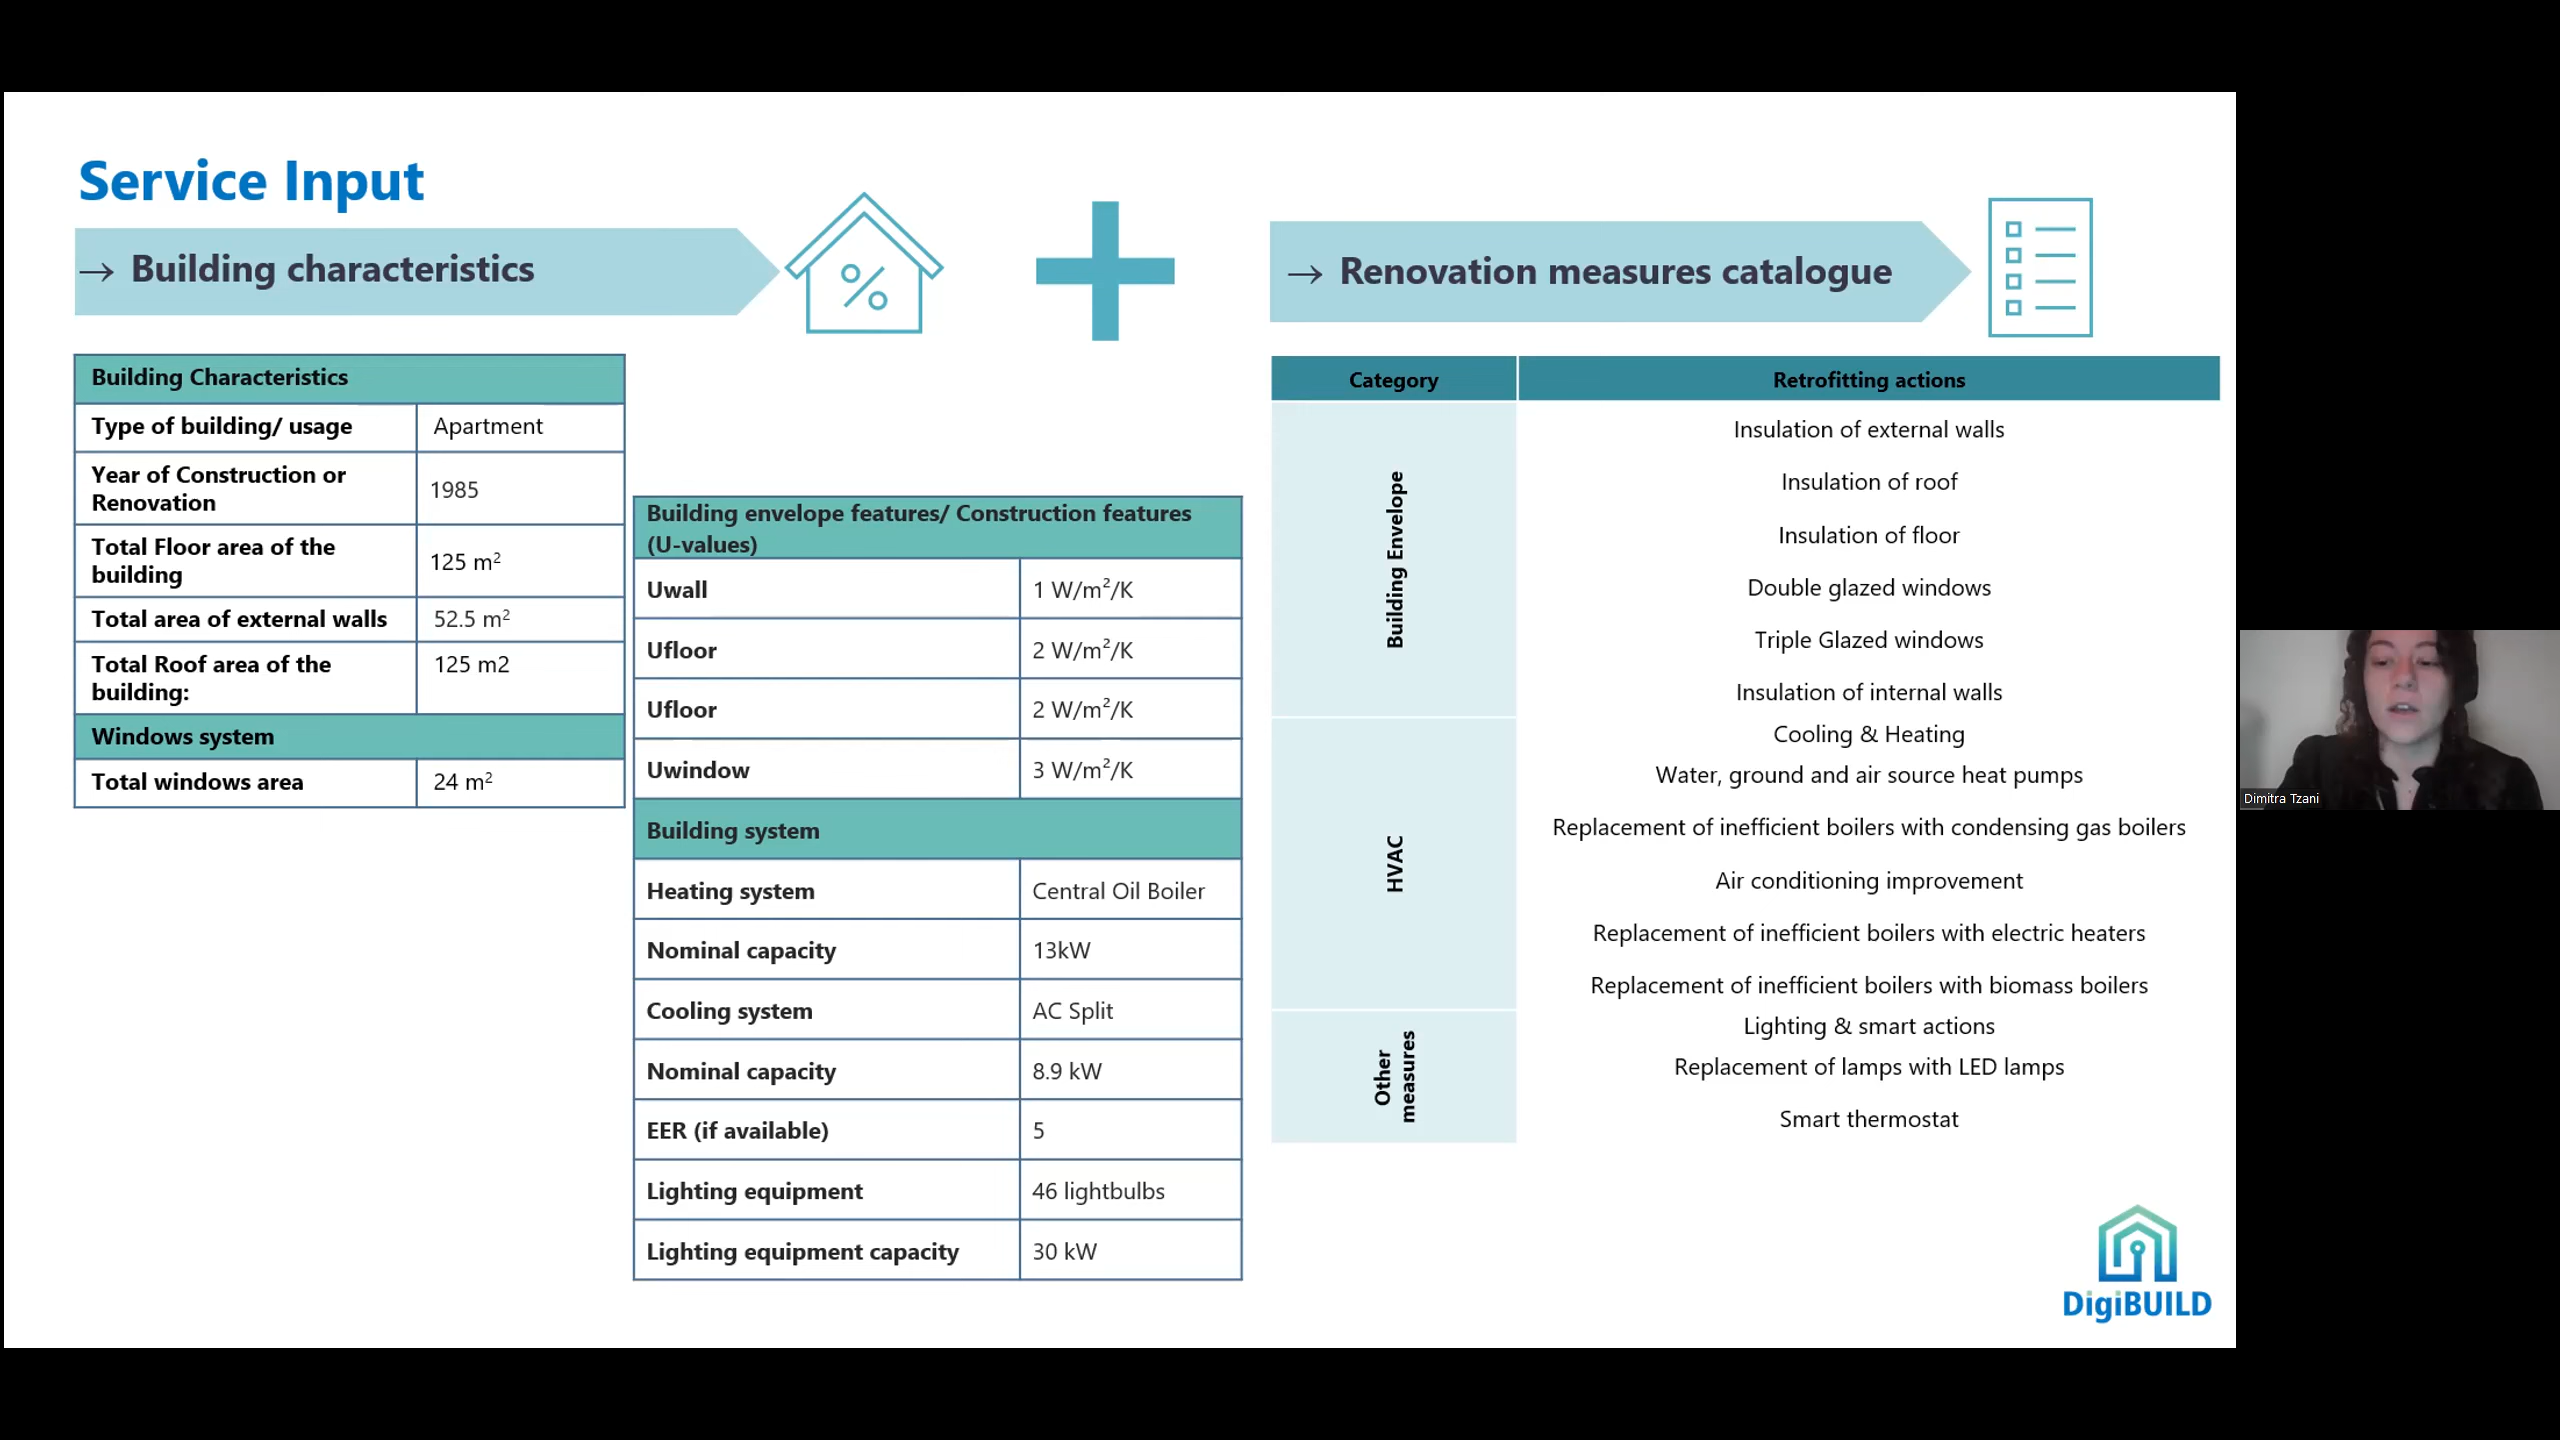 Service Input
→ Building characteristics
%
→ Renovation measures catalogue
Building Characteristics
Type of building/ usage Apartment
Year of Construction or
Renovation 1985
Total Floor area of the
building 125 m²
Total area of external walls 52.5 m²
Total Roof area of the
building: 125 m2
Windows system
Total windows area 24 m²
Building envelope features/ Construction features
(U-values)
Uwall 1 W/m²/K
Ufloor 2 W/m²/K
Ufloor 2 W/m²/K
Uwindow 3 W/m²/K
Building system
Heating system Central Oil Boiler
Nominal capacity 13kW
Cooling system AC Split
Nominal capacity 8.9 kW
EER (if available) 5
Lighting equipment 46 lightbulbs
Lighting equipment capacity 30 kW
Category Retrofitting actions
Building Envelope
Insulation of external walls
Insulation of roof
Insulation of floor
Double glazed windows
Triple Glazed windows
Insulation of internal walls
HVAC
Cooling & Heating
Water, ground and air source heat pumps
Replacement of inefficient boilers with condensing gas boilers
Air conditioning improvement
Replacement of inefficient boilers with electric heaters
Replacement of inefficient boilers with biomass boilers
Other
measures
Lighting & smart actions
Replacement of lamps with LED lamps
Smart thermostat
DigiBUILD
Dimitra Tzani